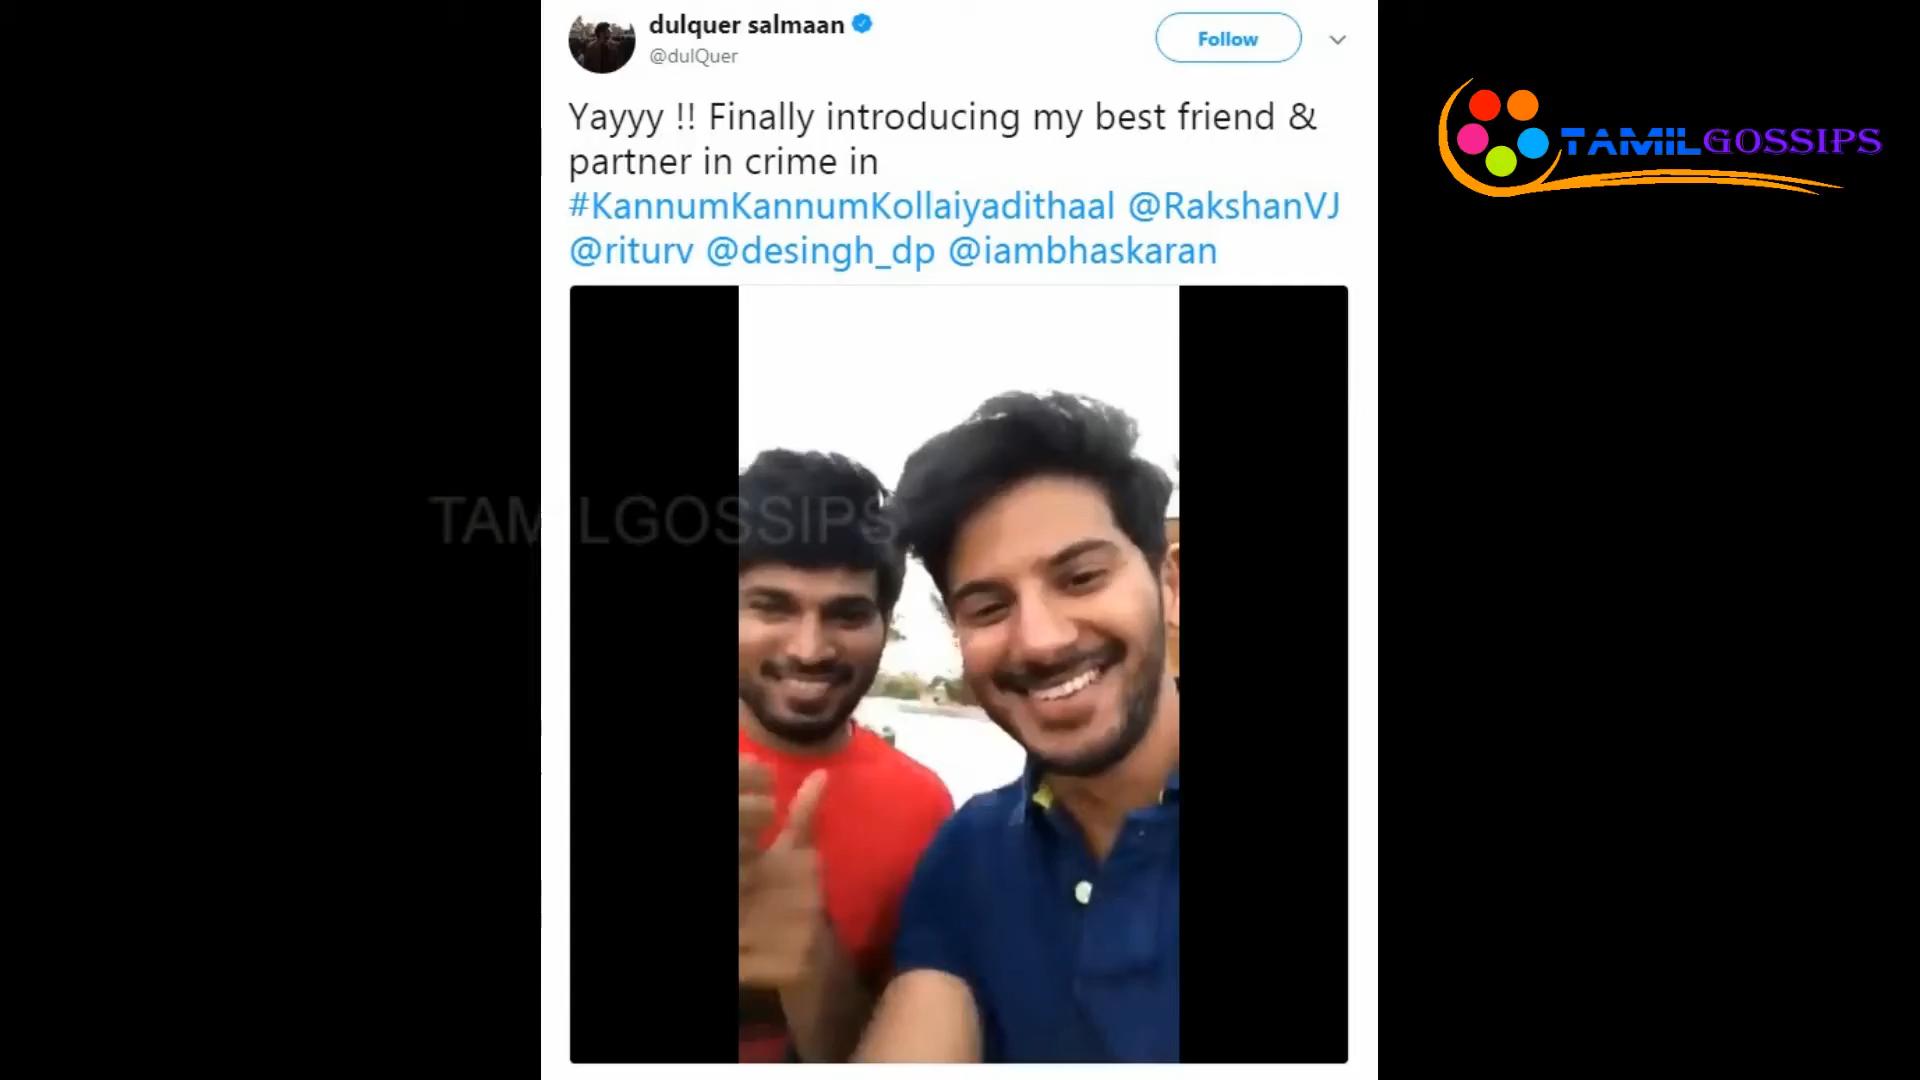 dulquer salmaan
@dulQuer
Follow
Yayyy !! Finally introducing my best friend &
partner in crime in
#KannumKannumKollaiyadithaal @RakshanVJ
@riturv @desingh_dp @iambhaskaran
TAMILGOSSIPS
TAMILGOSSIPS